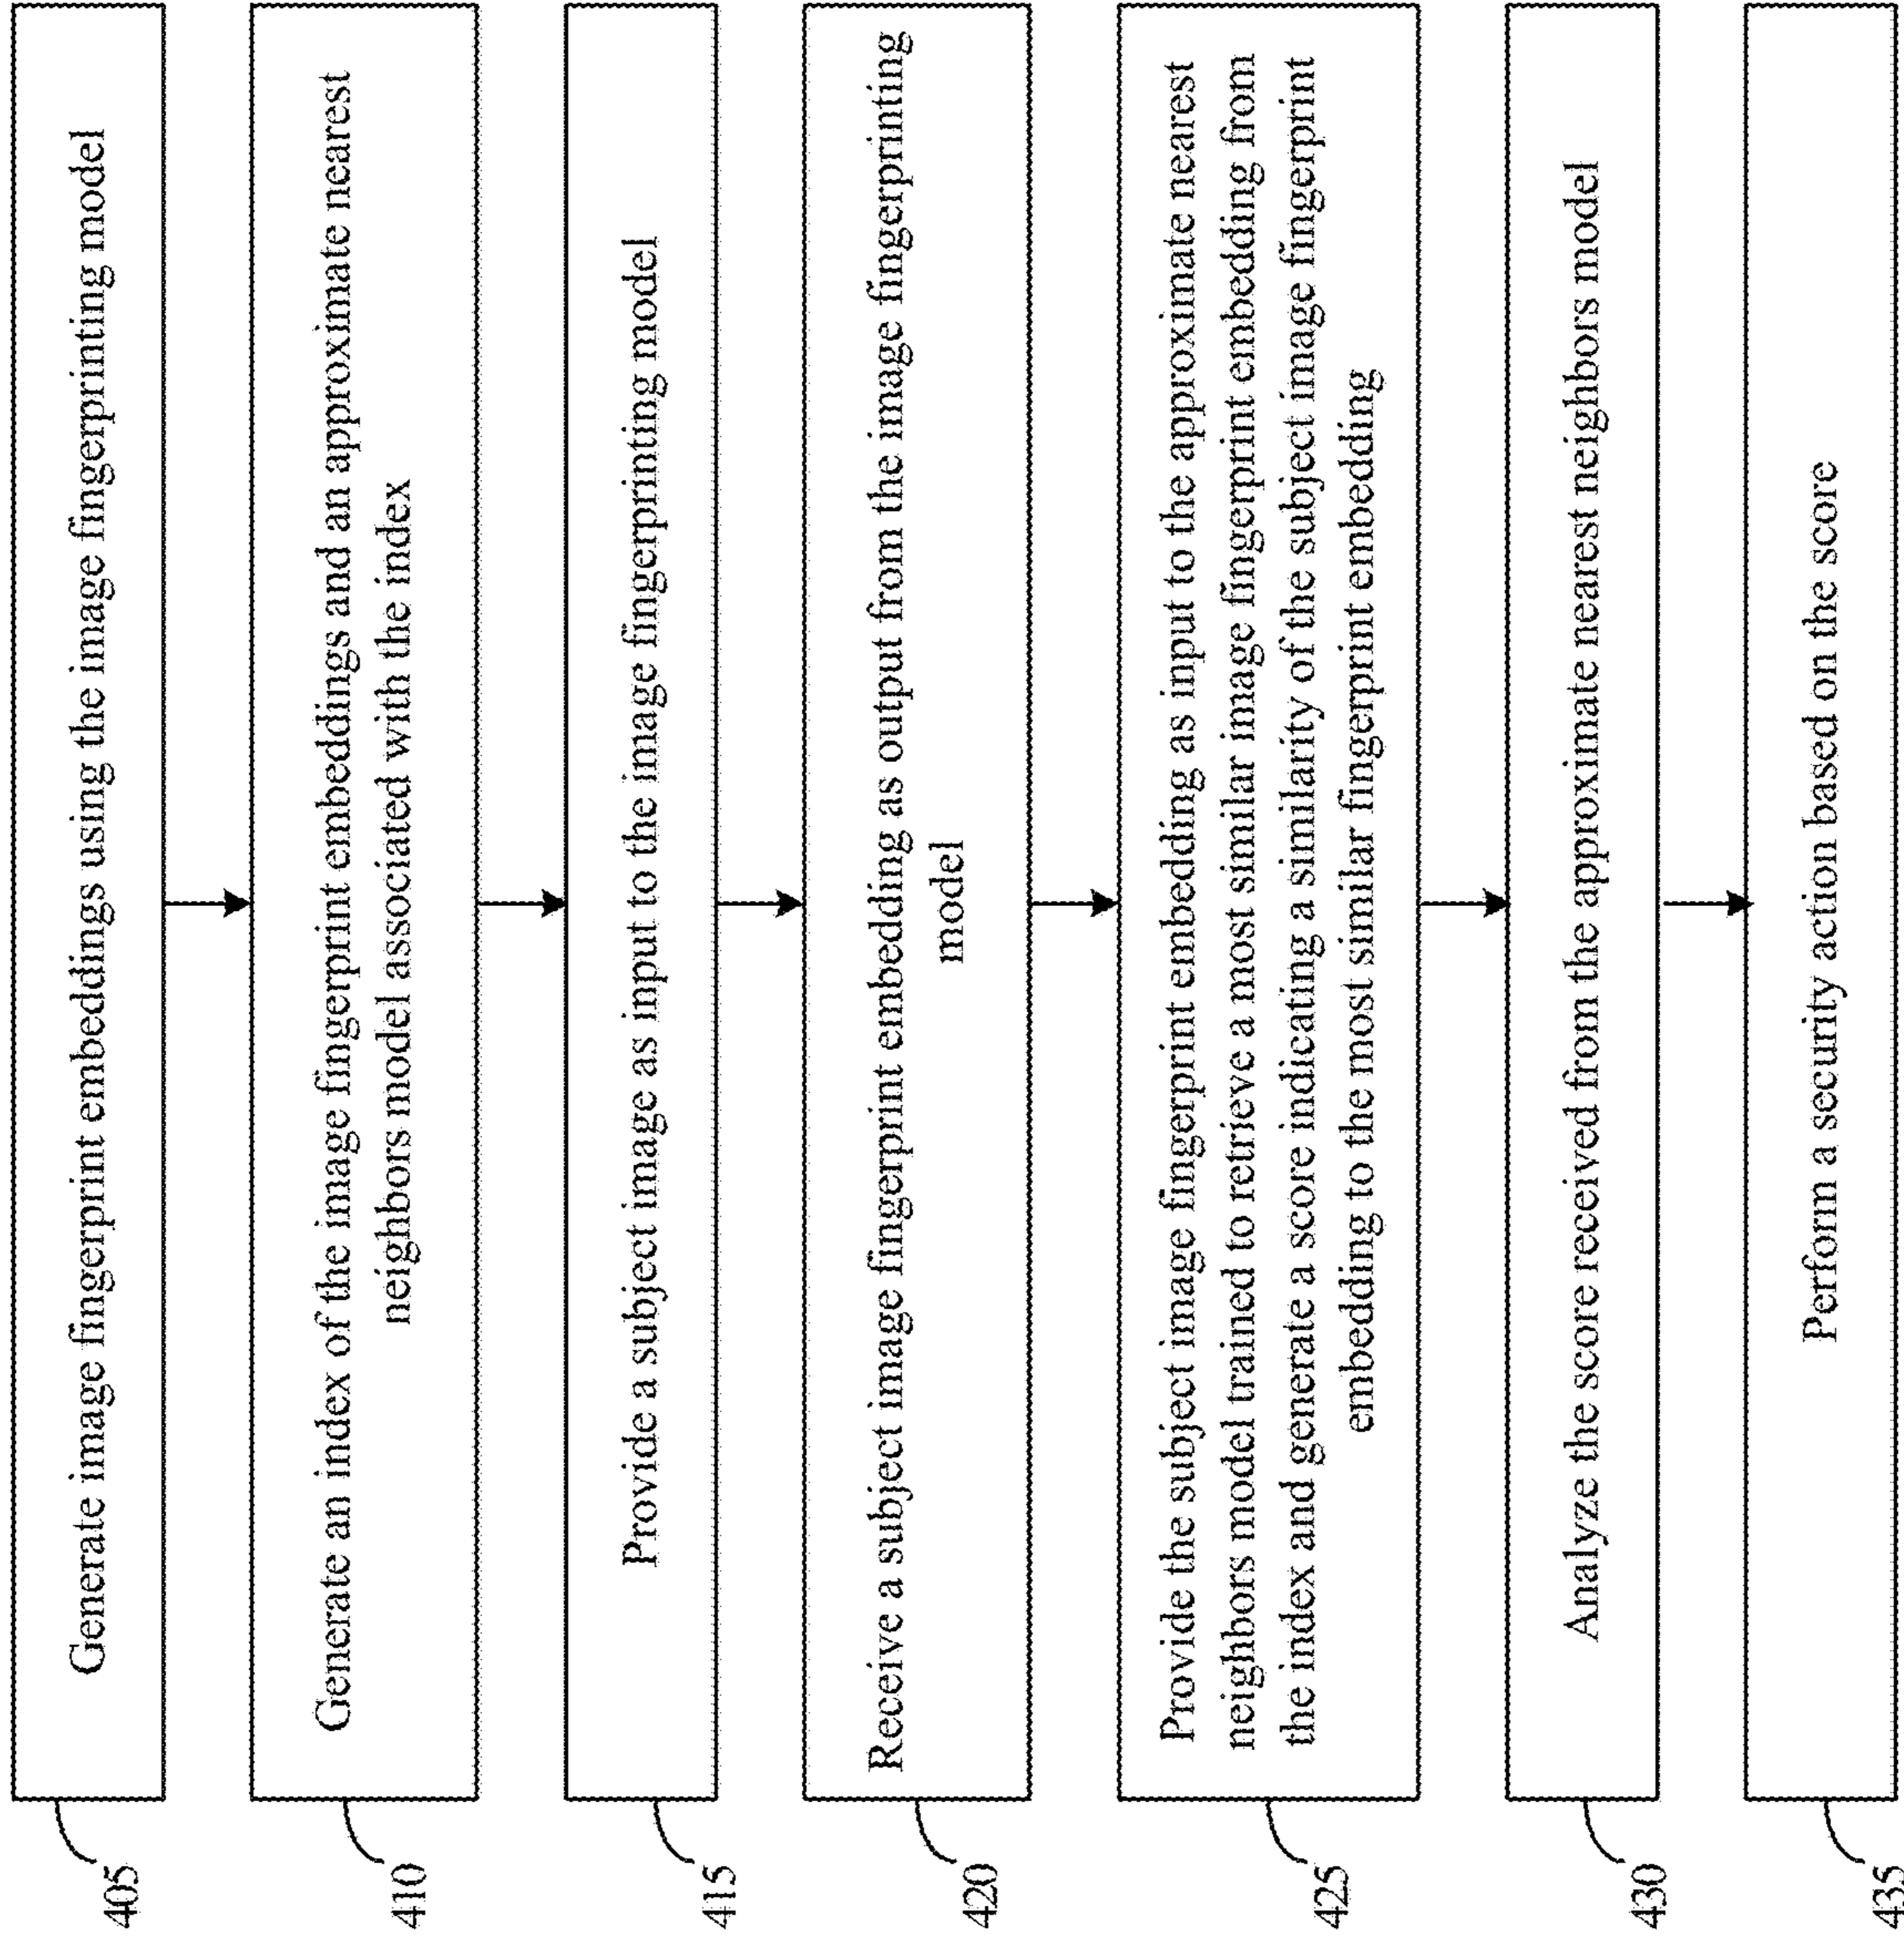 405
Generate image fingerprint embeddings using the image fingerprinting model
410
Generate an index of the image fingerprint embeddings and an approximate nearest
neighbors model associated with the index
415
Provide a subject image as input to the image fingerprinting model
420
Receive a subject image fingerprint embedding as output from the image fingerprinting
model
425
Provide the subject image fingerprint embedding as input to the approximate nearest
neighbors model trained to retrieve a most similar image fingerprint embedding from
the index and generate a score indicating a similarity of the subject image fingerprint
embedding to the most similar fingerprint embedding
430
Analyze the score received from the approximate nearest neighbors model
435
Perform a security action based on the score